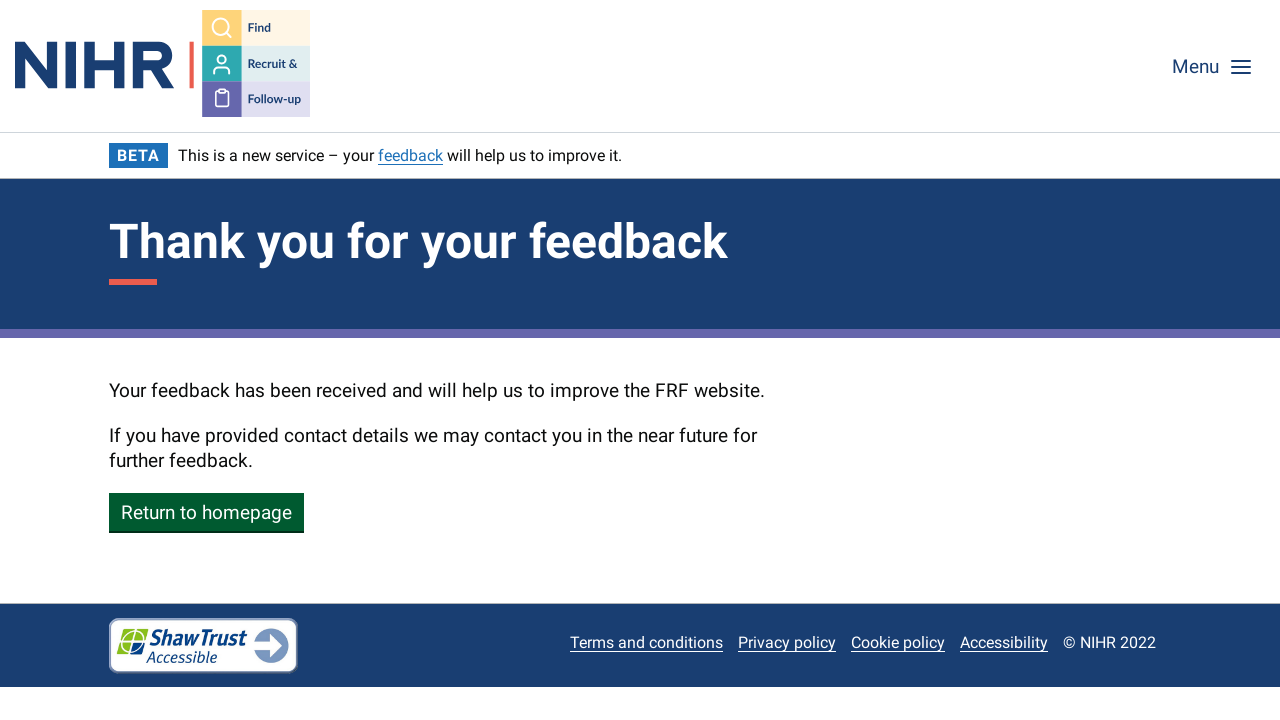 NIHR
Find
Recruit &
Follow-up
Menu
BETA This is a new service – your feedback will help us to improve it.
Thank you for your feedback
Your feedback has been received and will help us to improve the FRF website.
If you have provided contact details we may contact you in the near future for
further feedback.
Return to homepage
Shaw Trust
Accessible
Terms and conditions Privacy policy Cookie policy Accessibility © NIHR 2022